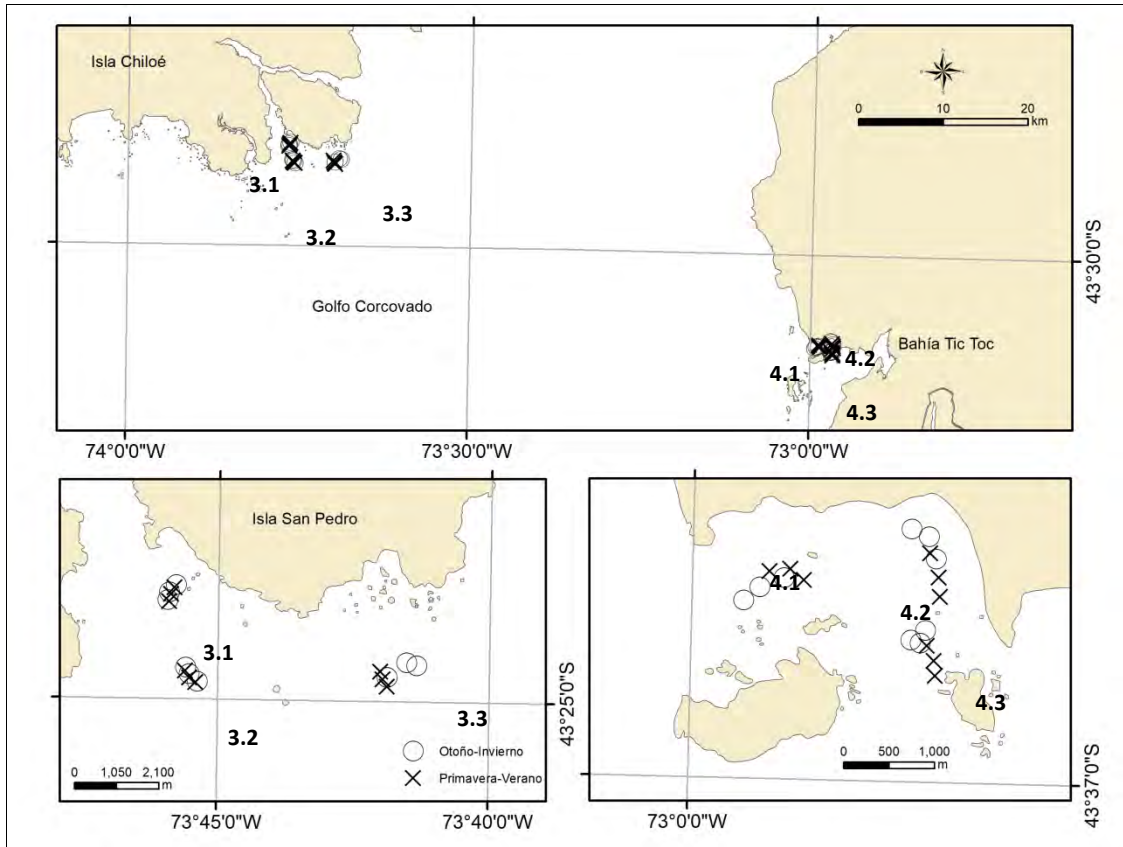 Isla Chiloé
0 10 20
km
3.1
3.3
3.2
43°30'0"S
Golfo Corcovado
Bahía Tic Toc
4.1
4.2
4.3
74°0'0"W
73°3'0"W
73°0'0"W
Isla San Pedro
3.1
3.2
3.3
43°25'0"S
Otoño-Invierno
Primavera-Verano
0 1,050 2,100
m
73°45'0"W
73°40'0"W
4.1
4.2
4.3
0 500 1,000
m
43°37'0"S
73°0'0"W